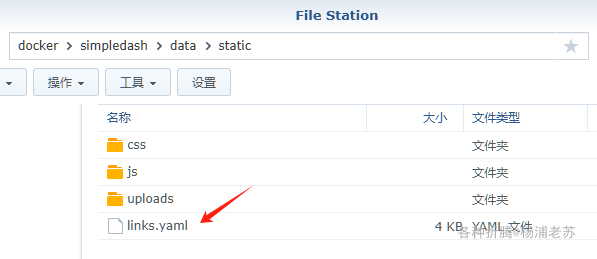 File Station
docker > simpledash > data > static
操作 工具 设置
名称 大小 文件类型
css 文件夹
js 文件夹
uploads 文件夹
links.yaml 4 KB YAML 文件
各种折腾@杨浦老苏